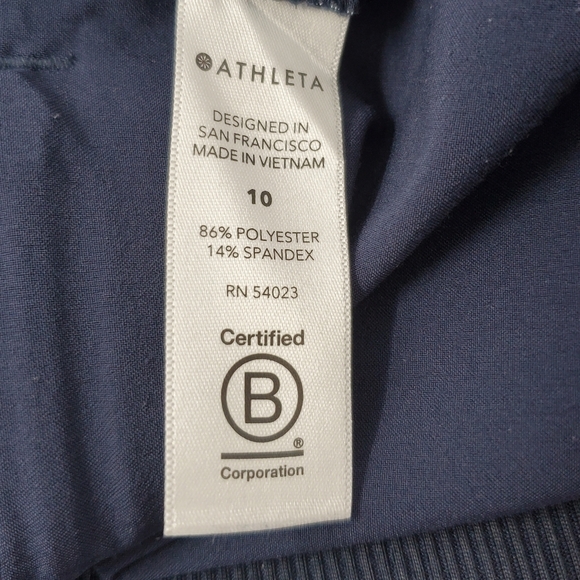 ATHLETA
DESIGNED IN
SAN FRANCISCO
MADE IN VIETNAM
10
86% POLYESTER
14% SPANDEX
RN 54023
Certified
B
®
Corporation